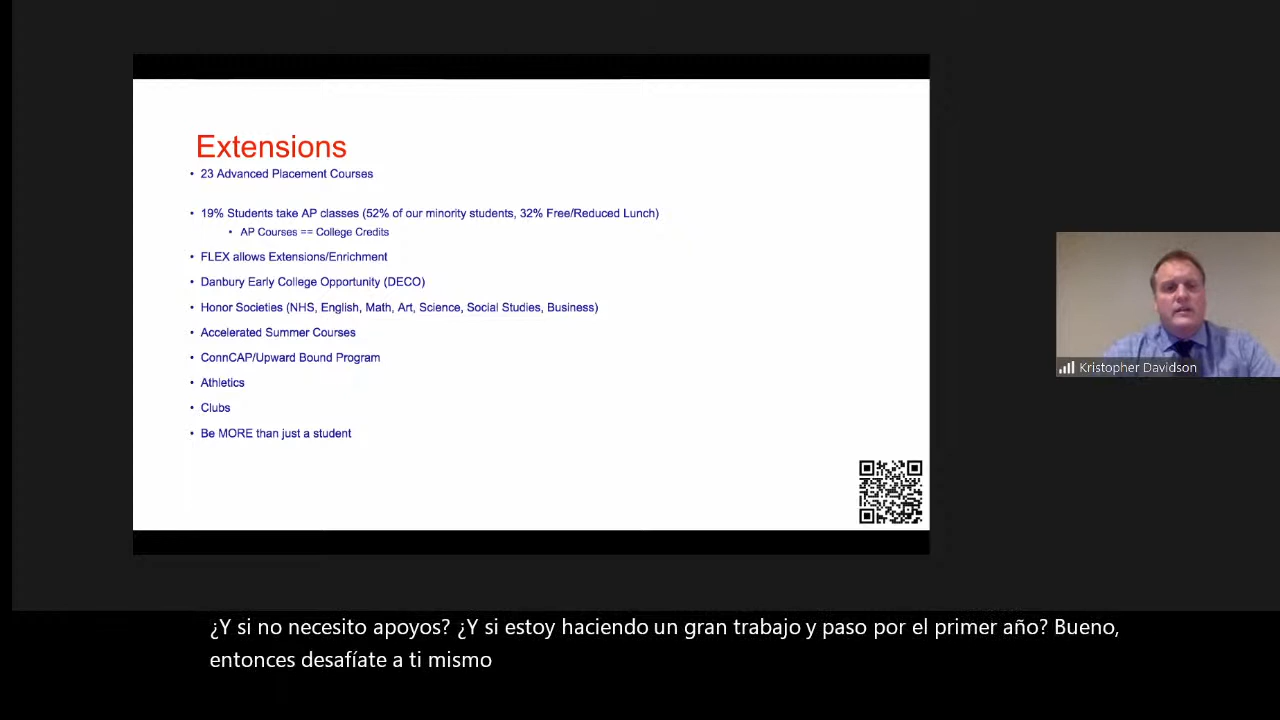 Extensions
• 23 Advanced Placement Courses
• 19% Students take AP classes (52% of our minority students, 32% Free/Reduced Lunch)
• AP Courses == College Credits
• FLEX allows Extensions/Enrichment
• Danbury Early College Opportunity (DECO)
• Honor Societies (NHS, English, Math, Art, Science, Social Studies, Business)
• Accelerated Summer Courses
• ConnCAP/Upward Bound Program
• Athletics
• Clubs
• Be MORE than just a student
Kristopher Davidson
¿Y si no necesito apoyos? ¿Y si estoy haciendo un gran trabajo y paso por el primer año? Bueno,
entonces desafíate a ti mismo